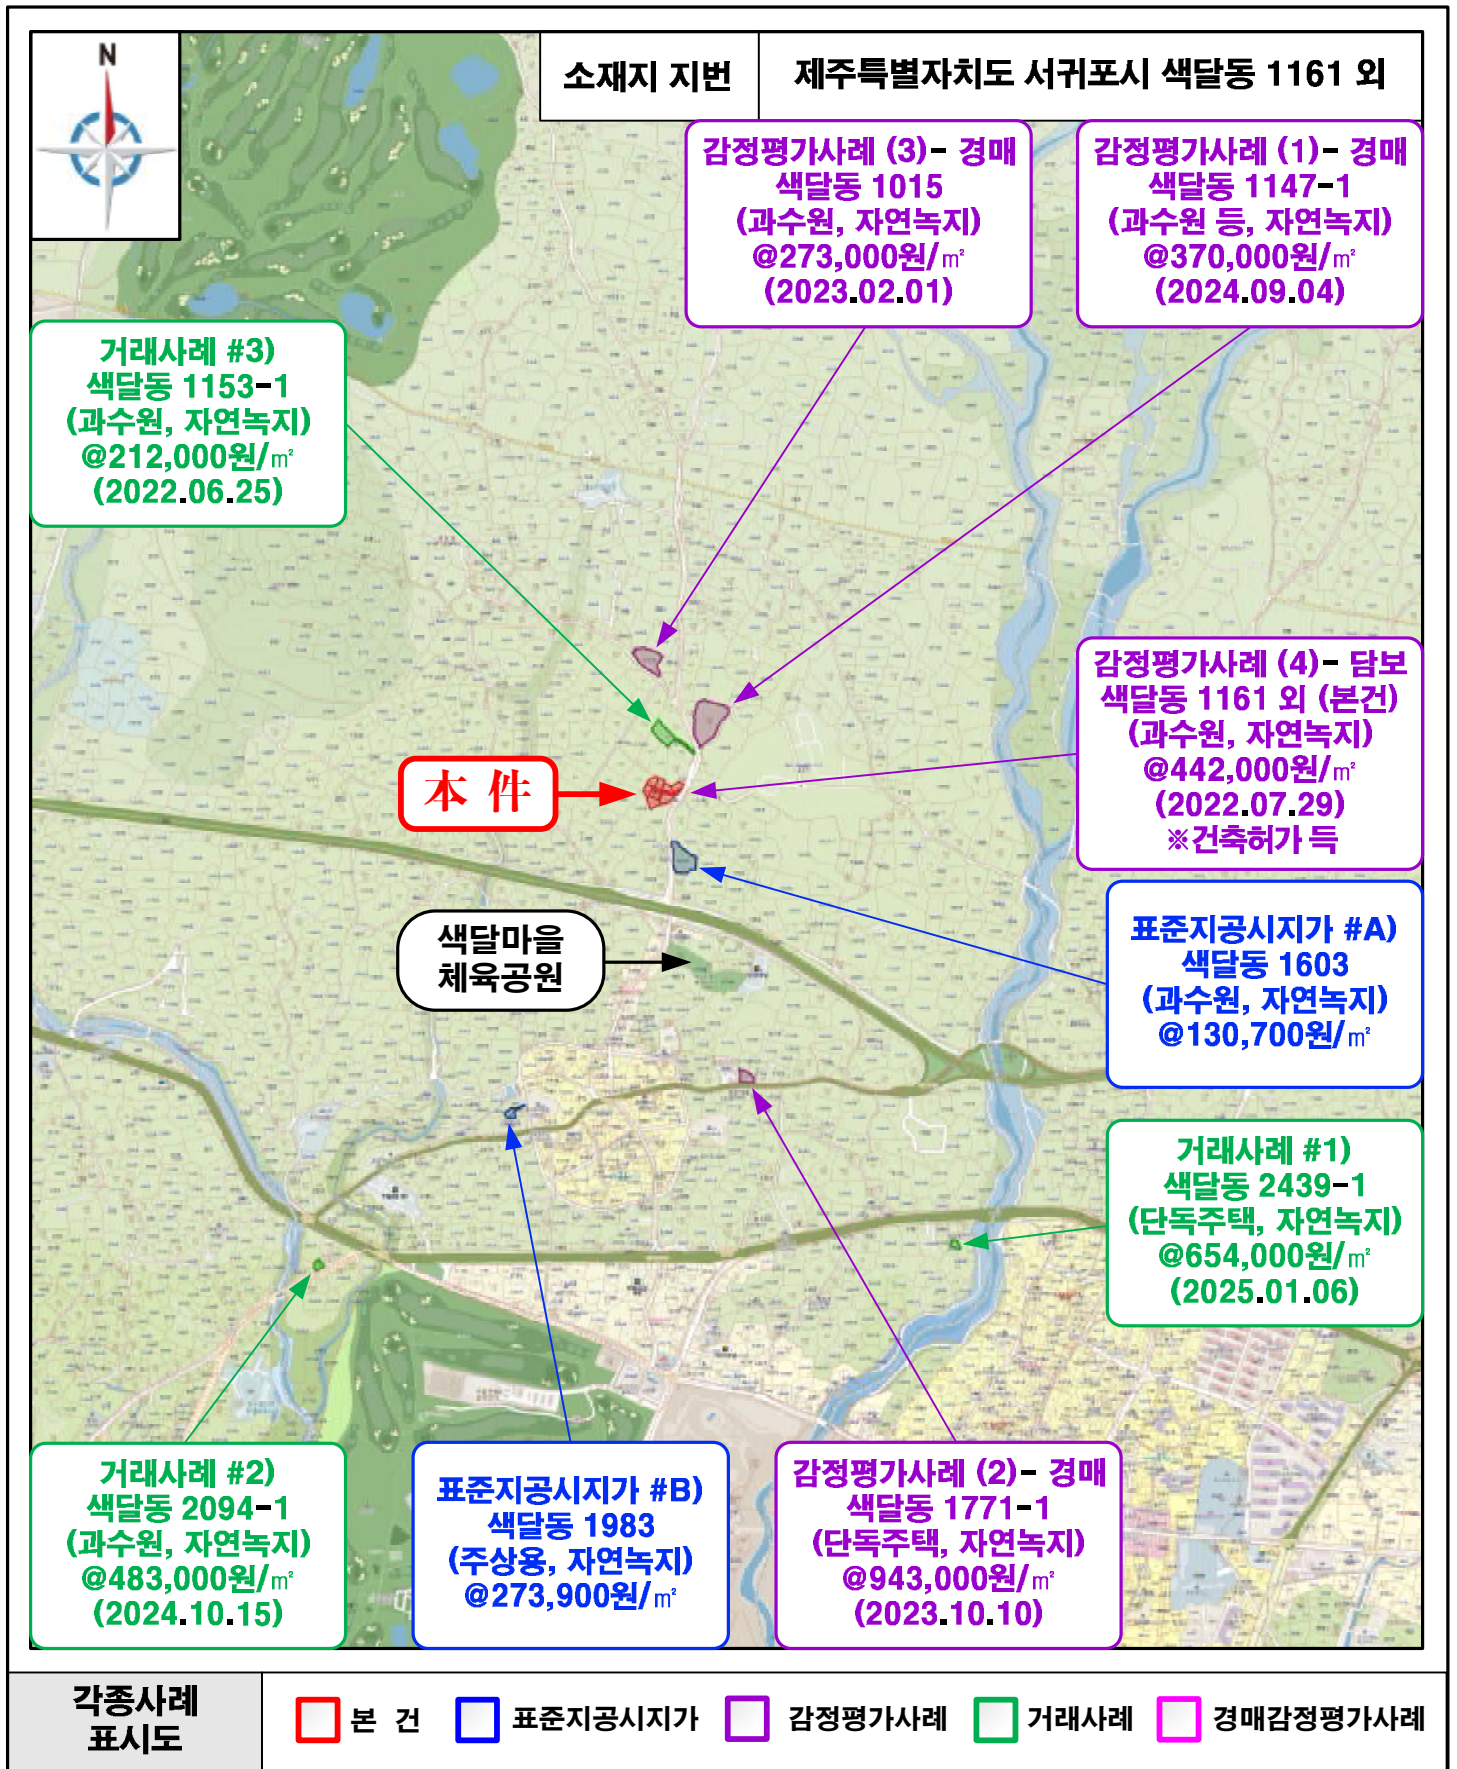 N
소재지 지번
제주특별자치도 서귀포시 색달동 1161 외
감정평가사례 (3)- 경매
색달동 1015
(과수원, 자연녹지)
@273,000원/㎡
(2023.02.01)
감정평가사례 (1)- 경매
색달동 1147-1
(과수원 등, 자연녹지)
@370,000원/㎡
(2024.09.04)
거래사례 #3)
색달동 1153-1
(과수원, 자연녹지)
@212,000원/㎡
(2022.06.25)
감정평가사례 (4)- 담보
색달동 1161 외 (본건)
(과수원, 자연녹지)
@442,000원/㎡
(2022.07.29)
※건축허가 득
本 件
표준지공시지가 #A)
색달동 1603
(과수원, 자연녹지)
@130,700원/㎡
색달마을
체육공원
거래사례 #1)
색달동 2439-1
(단독주택, 자연녹지)
@654,000원/㎡
(2025.01.06)
거래사례 #2)
색달동 2094-1
(과수원, 자연녹지)
@483,000원/㎡
(2024.10.15)
표준지공시지가 #B)
색달동 1983
(주상용, 자연녹지)
@273,900원/㎡
감정평가사례 (2)- 경매
색달동 1771-1
(단독주택, 자연녹지)
@943,000원/㎡
(2023.10.10)
각종사례
표시도
본 건
표준지공시지가
감정평가사례
거래사례
경매감정평가사례